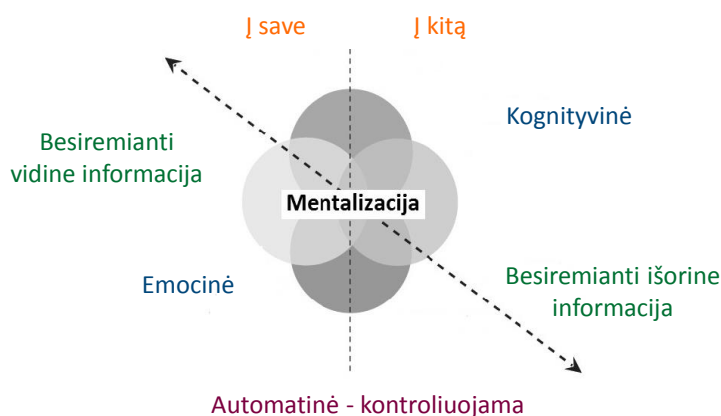 Į save
Į kitą
Kognityvinė
Besiremianti
vidine informacija
Mentalizacija
Emocinė
Besiremianti išorine
informacija
Automatinė - kontroliuojama